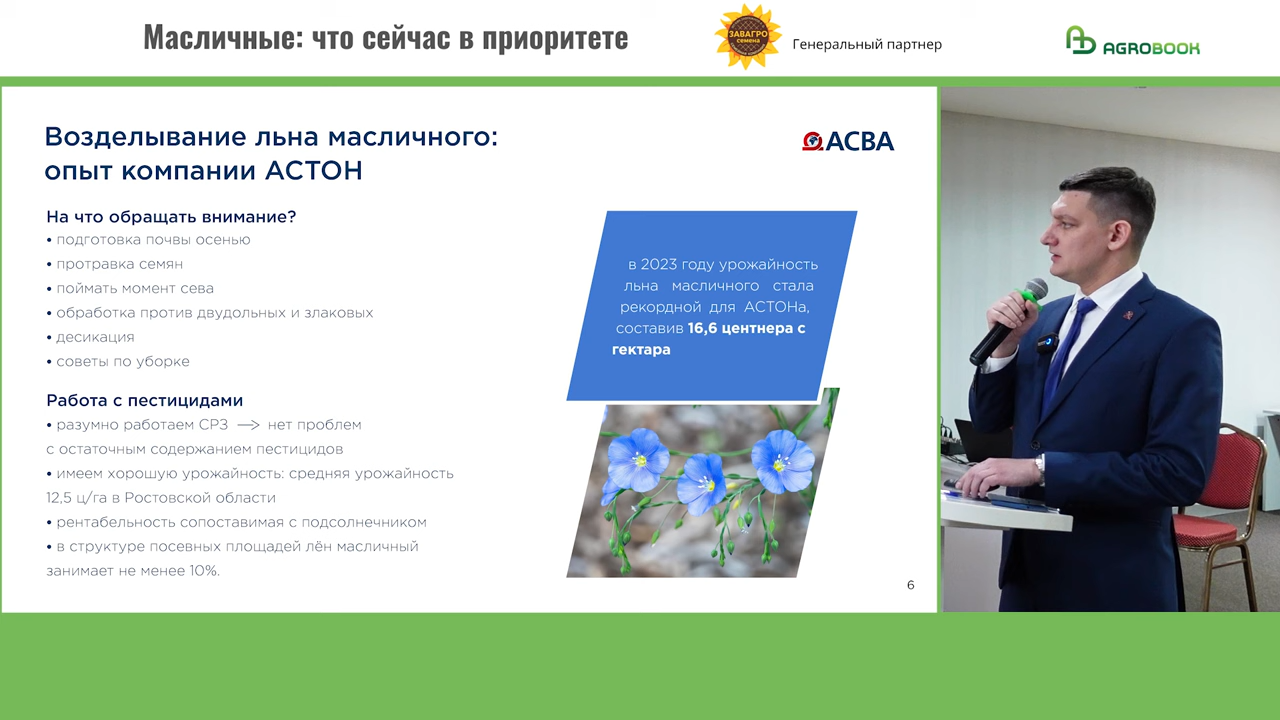 Масличные: что сейчас в приоритете
ЗАВАГРО
семена
Генеральный партнер
AGROBOOK
Возделывание льна масличного:
опыт компании АСТОН
АСВА
На что обращать внимание?
• подготовка почвы осенью
• протравка семян
• поймать момент сева
• обработка против двудольных и злаковых
• десикация
• советы по уборке
Работа с пестицидами
• разумно работаем СРЗ —> нет проблем
с остаточным содержанием пестицидов
• имеем хорошую урожайность: средняя урожайность
12,5 ц/га в Ростовской области
• рентабельность сопоставимая с подсолнечником
• в структуре посевных площадей лён масличный
занимает не менее 10%.
в 2023 году урожайность
льна масличного стала
рекордной для АСТОНа,
составив 16,6 центнера с
гектара
6